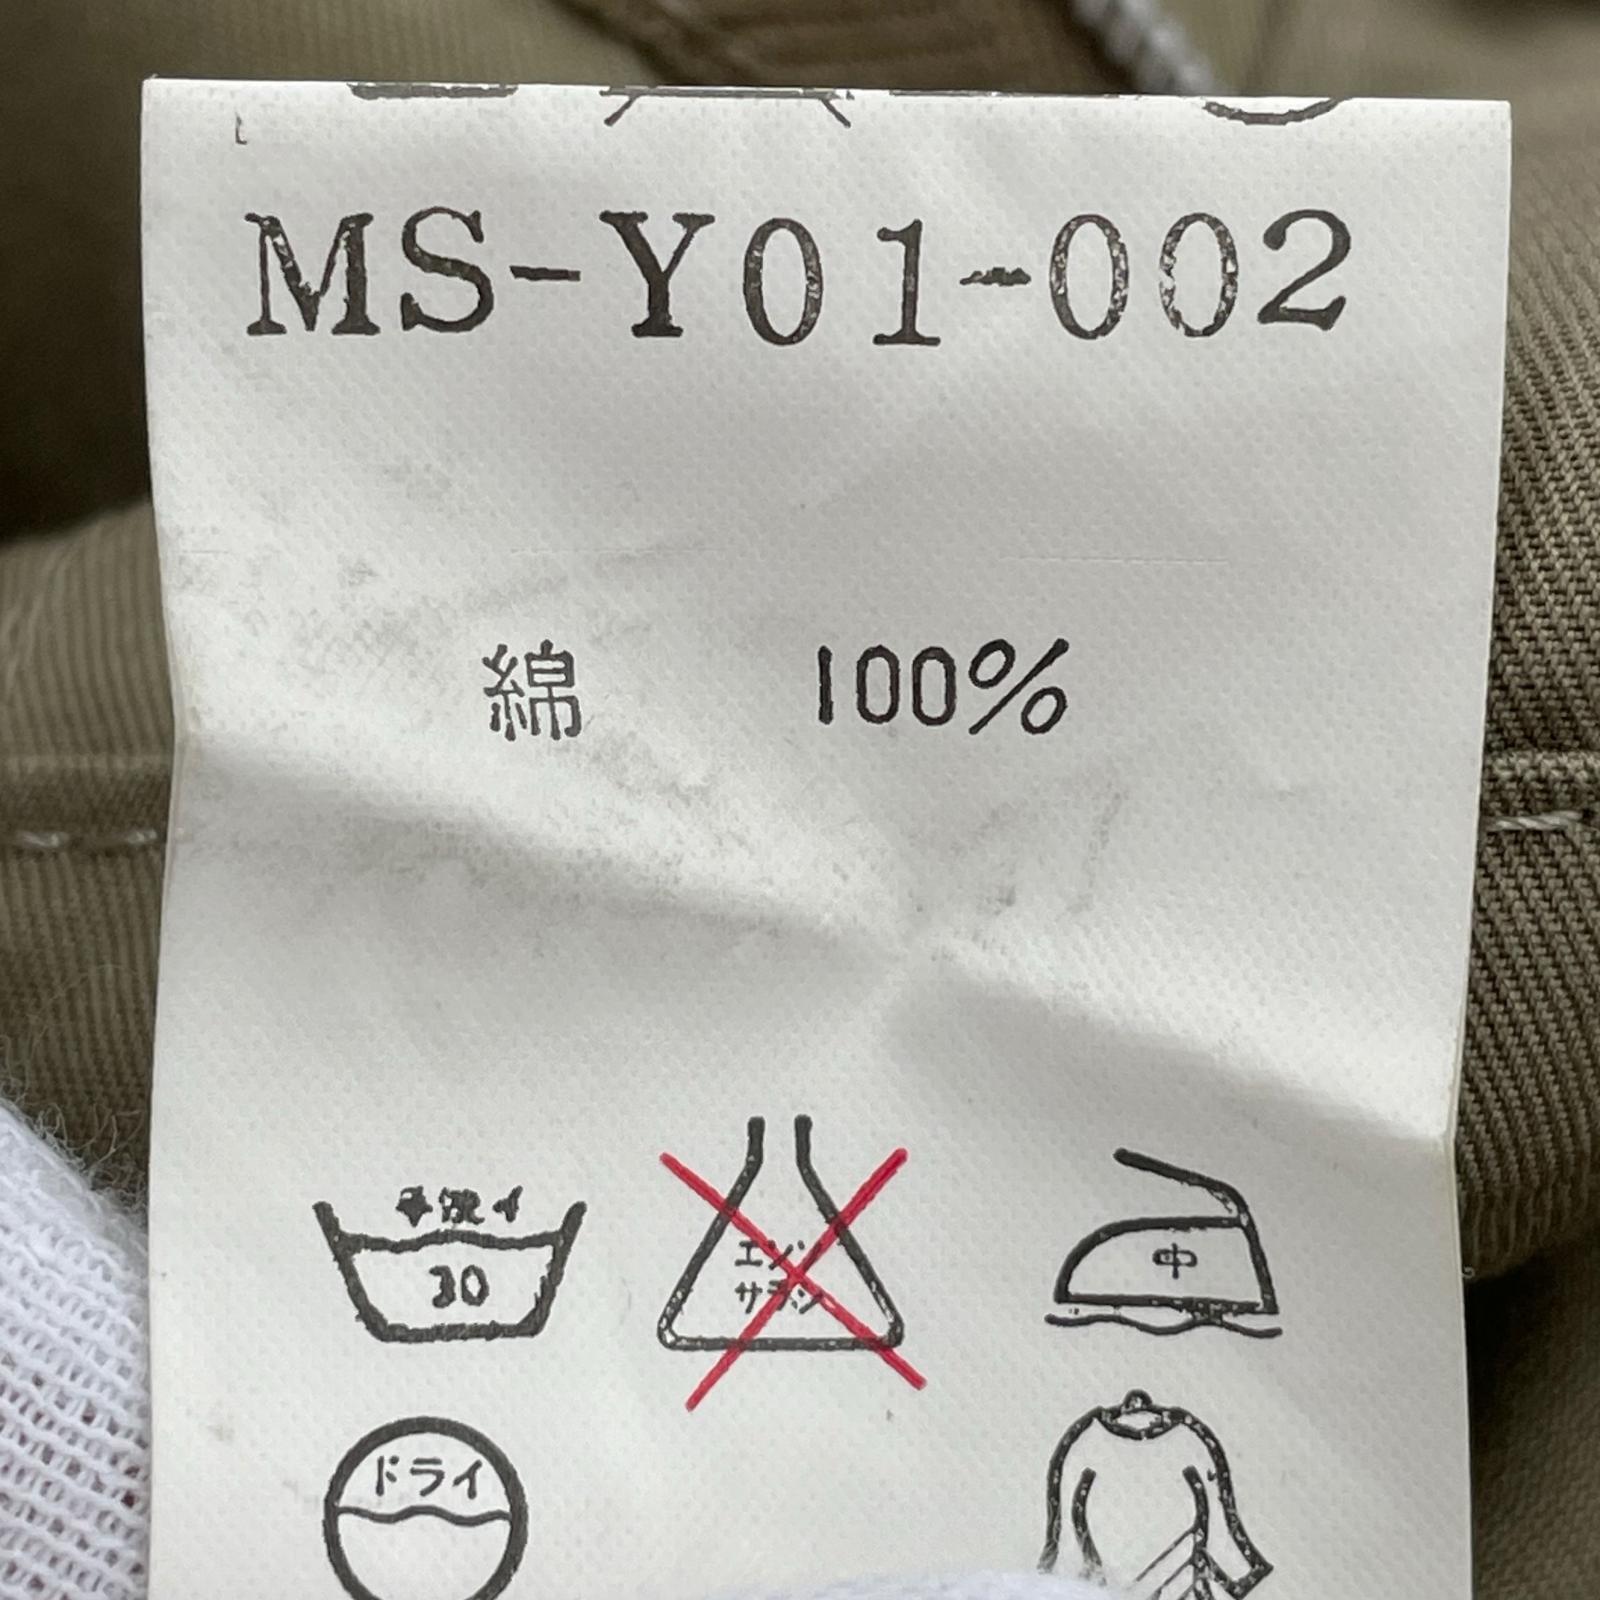 MS-Y01-002
綿 100%
手洗イ
30
エンソ
サラシ
中
ドライ